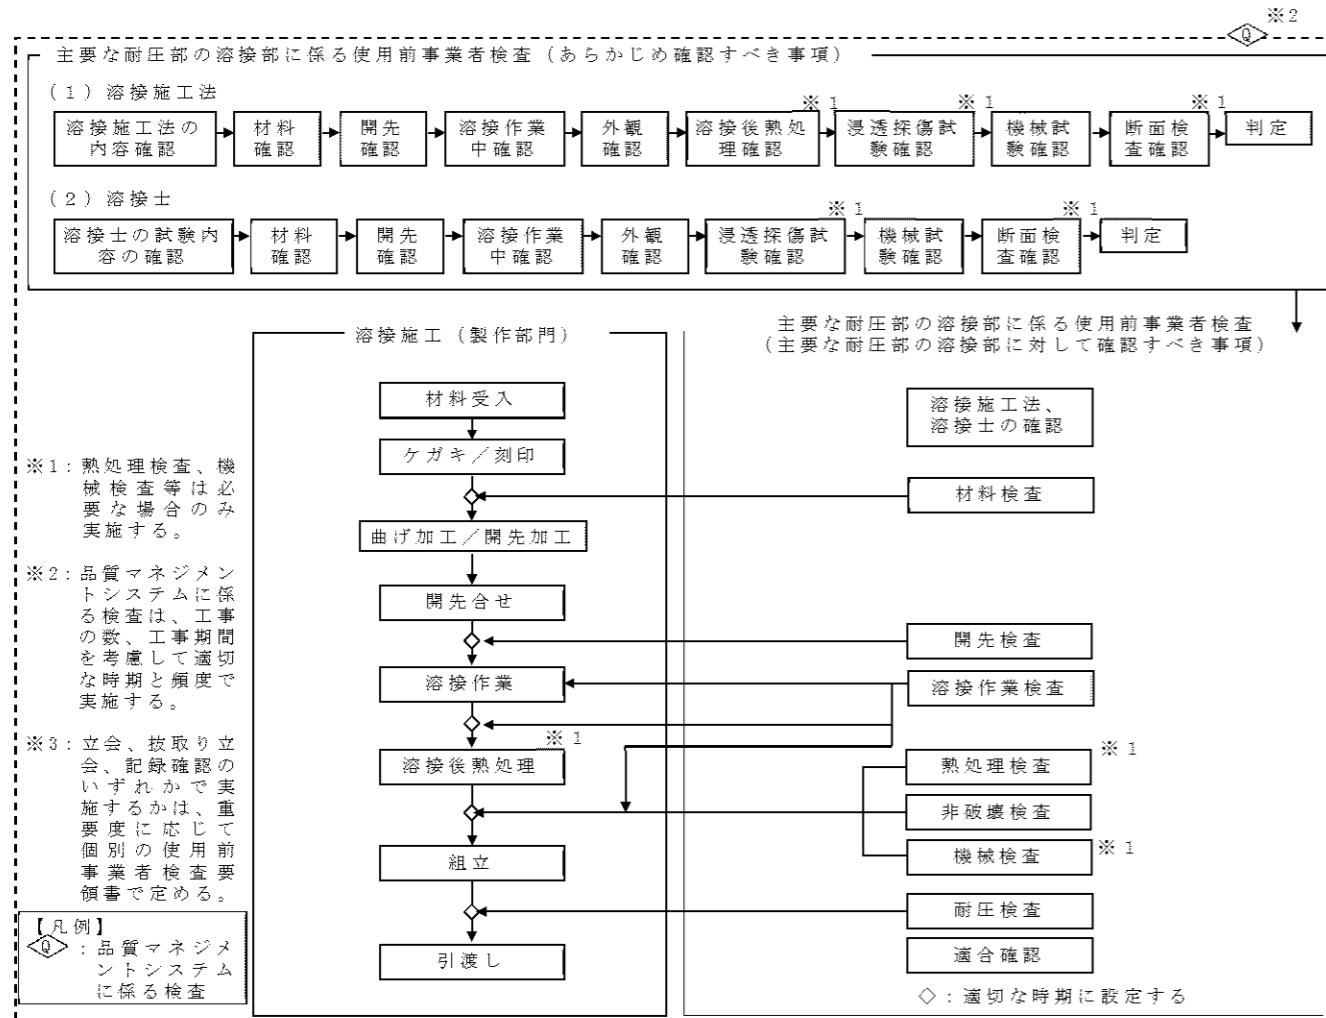 ※2
Q
主要な耐圧部の溶接部に係る使用前事業者検査(あらかじめ確認すべき事項)
(1)溶接施工法
※1
※1
※1
溶接施工法の
内容確認
材料
確認
開先
確認
溶接作業
中確認
外観
確認
溶接後熱処
理確認
浸透探傷試
験確認
機械試
験確認
断面検
査確認
判定
(2)溶接士
※1
※1
溶接士の試験内
容の確認
材料
確認
開先
確認
溶接作業
中確認
外観
確認
浸透探傷試
験確認
機械試
験確認
断面検
査確認
判定
溶接施工(製作部門)
材料受入
ケガキ/刻印
曲げ加工/開先加工
開先合せ
溶接作業
※1
溶接後熱処理
組立
引渡し
主要な耐圧部の溶接部に係る使用前事業者検査
(主要な耐圧部の溶接部に対して確認すべき事項)
溶接施工法、
溶接士の確認
材料検査
開先検査
溶接作業検査
熱処理検査
※1
非破壊検査
機械検査
※1
耐圧検査
適合確認
◇:適切な時期に設定する
※1:熱処理検査、機
械検査等は必
要な場合のみ
実施する。
※2:品質マネジメン
トシステムに係
る検査は、工事
の数、工事期間
を考慮して適切
な時期と頻度で
実施する。
※3:立会、抜取り立
会、記録確認の
いずれかで実
施するかは、重
要度に応じて
個別の使用前
事業者検査要
領書で定める。
【凡例】
Q:品質マネジメ
ントシステム
に係る検査